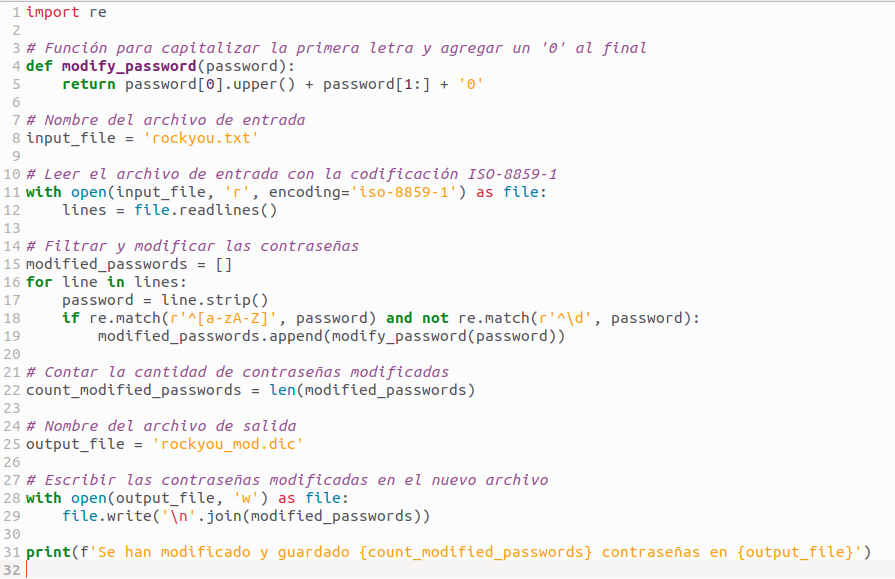 1 import re
2
3 # Función para capitalizar la primera letra y agregar un '0' al final
4 def modify_password(password):
5     return password[0].upper() + password[1:] + '0'
6
7 # Nombre del archivo de entrada
8 input_file = 'rockyou.txt'
9
10 # Leer el archivo de entrada con la codificación ISO-8859-1
11 with open(input_file, 'r', encoding='iso-8859-1') as file:
12     lines = file.readlines()
13
14 # Filtrar y modificar las contraseñas
15 modified_passwords = []
16 for line in lines:
17     password = line.strip()
18     if re.match(r'^[a-zA-Z]', password) and not re.match(r'^\d', password):
19         modified_passwords.append(modify_password(password))
20
21 # Contar la cantidad de contraseñas modificadas
22 count_modified_passwords = len(modified_passwords)
23
24 # Nombre del archivo de salida
25 output_file = 'rockyou_mod.dic'
26
27 # Escribir las contraseñas modificadas en el nuevo archivo
28 with open(output_file, 'w') as file:
29     file.write('\n'.join(modified_passwords))
30
31 print(f'Se han modificado y guardado {count_modified_passwords} contraseñas en {output_file}')
32